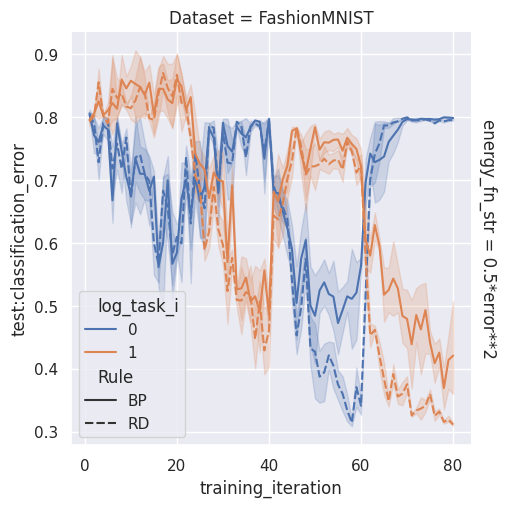 Dataset = FashionMNIST
test:classification_error
0.9
0.8
0.7
0.6
0.5
0.4
0.3
log_task_i
0
1
Rule
BP
RD
0
20
40
60
80
training_iteration
energy_fn_str = 0.5*error**2